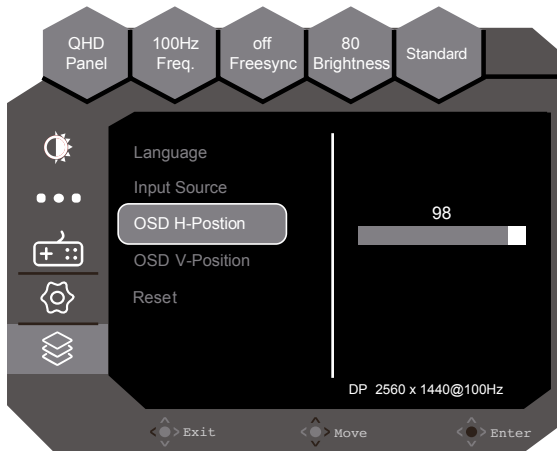 QHD
Panel
100Hz
Freq.
off
Freesync
80
Brightness
Standard
Language
Input Source
OSD H-Postion
OSD V-Position
Reset
98
DP 2560 x 1440@100Hz
Exit
Move
Enter